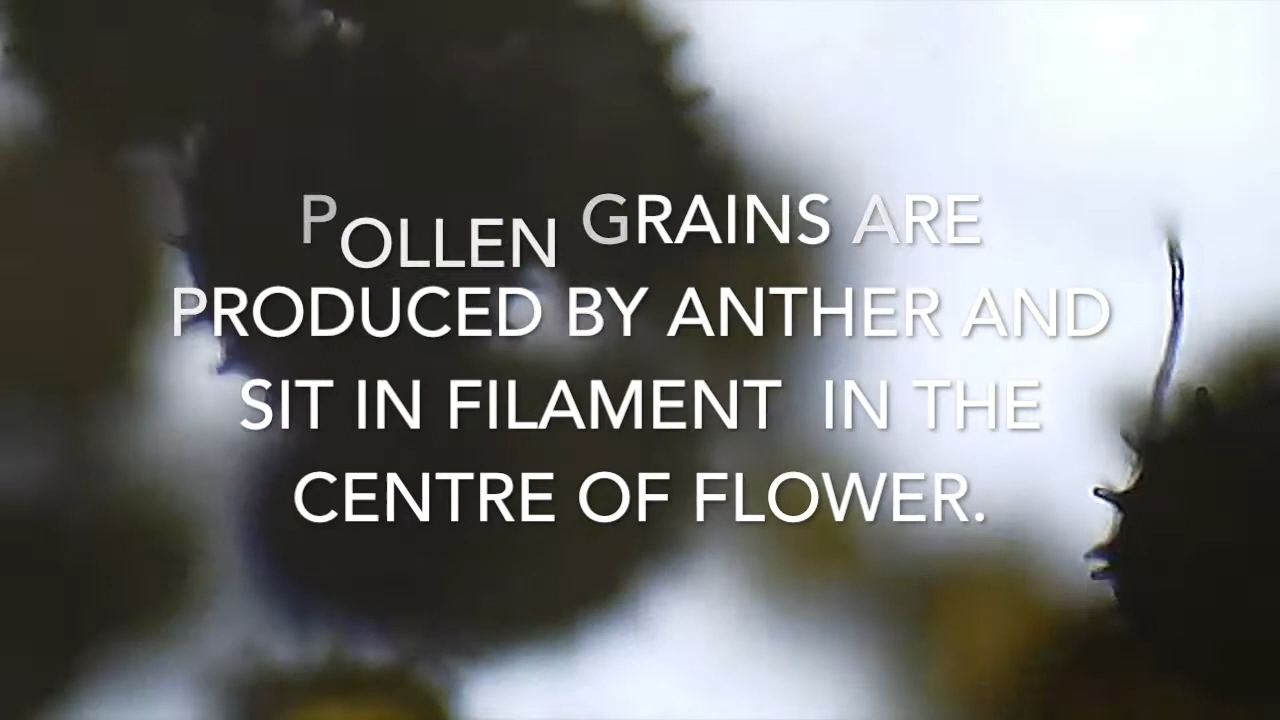 POLLEN GRAINS ARE
PRODUCED BY ANTHER AND
SIT IN FILAMENT IN THE
CENTRE OF FLOWER.